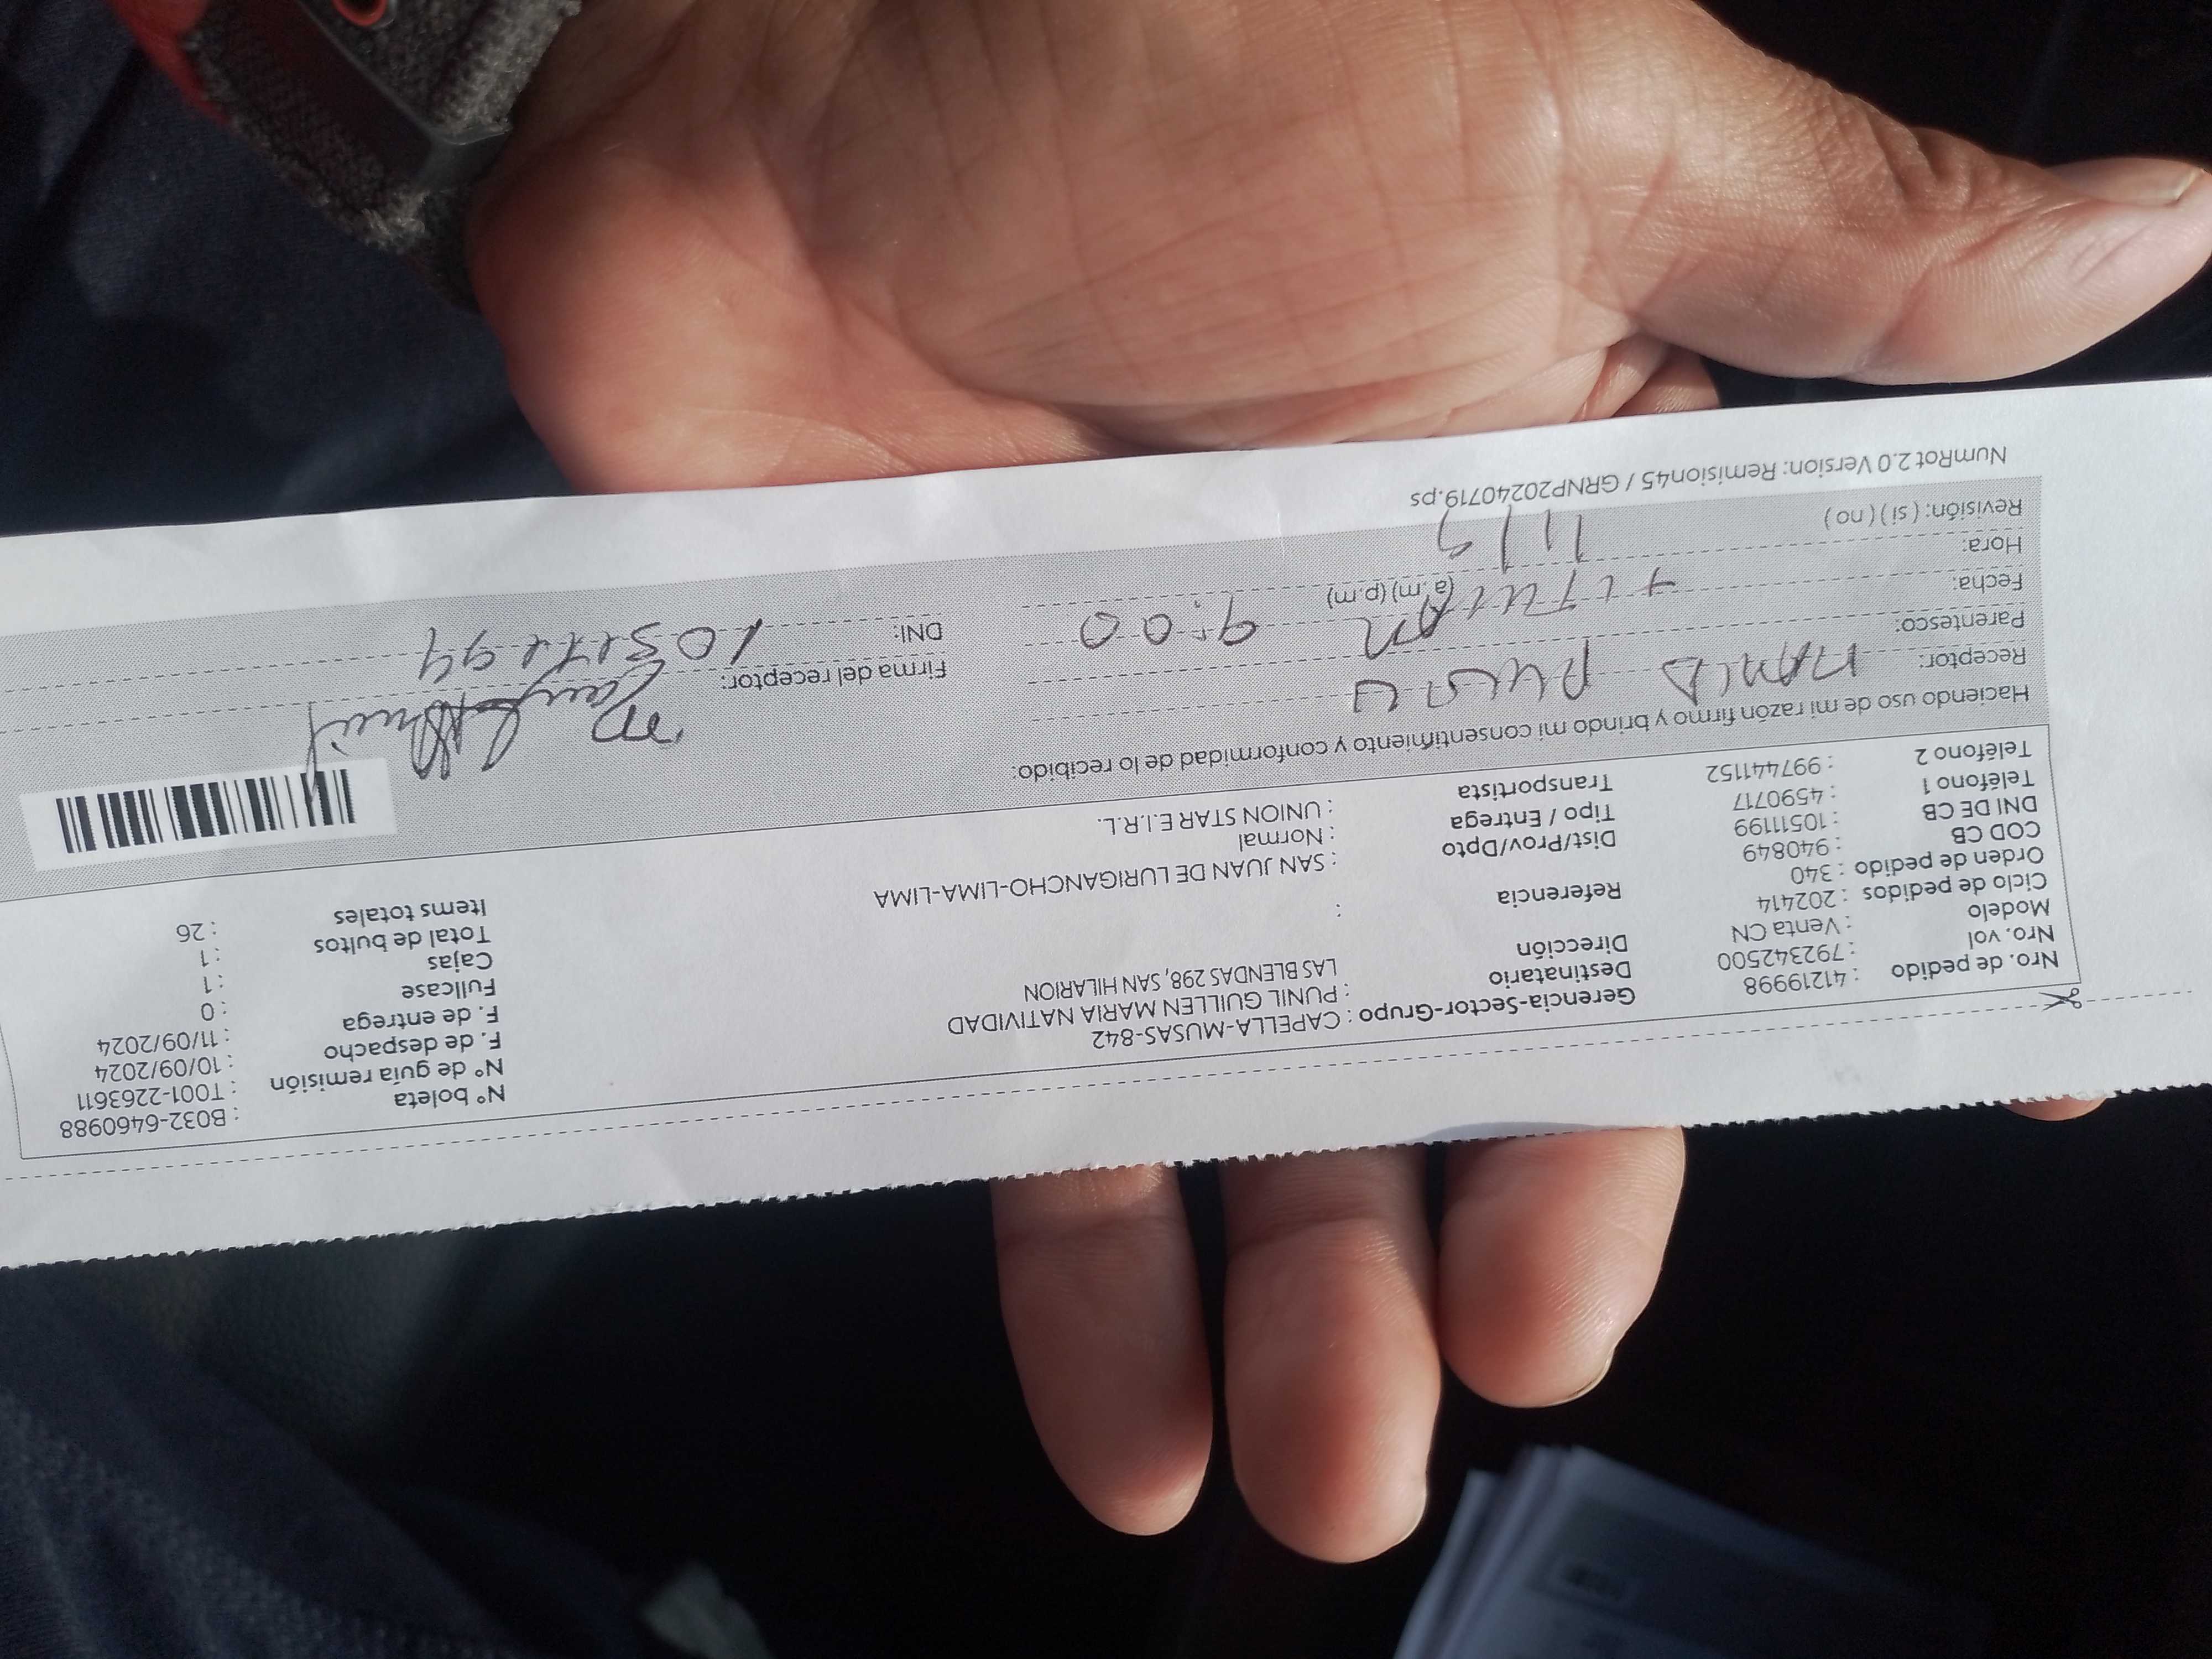 Nro. de pedido : 41219998
Nro. vol : 792342500
Modelo : Venta CN
Ciclo de pedidos : 202414
Orden de pedido : 340
COD CB : 940849
DNI DE CB : 10511199
Teléfono 1 : 4590717
Teléfono 2 : 997441152
Gerencia-Sector-Grupo : CAPELLA-MUSAS-842
Destinatario : PUNIL GUILLEN MARIA NATIVIDAD
Dirección LAS BLENDAS 298, SAN HILARION
Referencia :
Dist/Prov/Dpto : SAN JUAN DE LURIGANCHO-LIMA-LIMA
Tipo / Entrega : Normal
Transportista : UNION STAR E.I.R.L.
N° boleta : B032-6460988
N° de guía remisión : T001-2263611
F. de despacho : 10/09/2024
F. de entrega : 11/09/2024
Fullcase : 0
Cajas : 1
Total de bultos : 1
Items totales : 26
Haciendo uso de mi razón firmo y brindo mi consentimiento y conformidad de lo recibido:
Receptor:
Parentesco:
Fecha: 11/9
Hora: (a.m) (p.m) 9:00
Revisión: ( si ) ( no )
Firma del receptor:
DNI:
NumRot 2.0 Version: Remision45 / GRNP20240719.ps